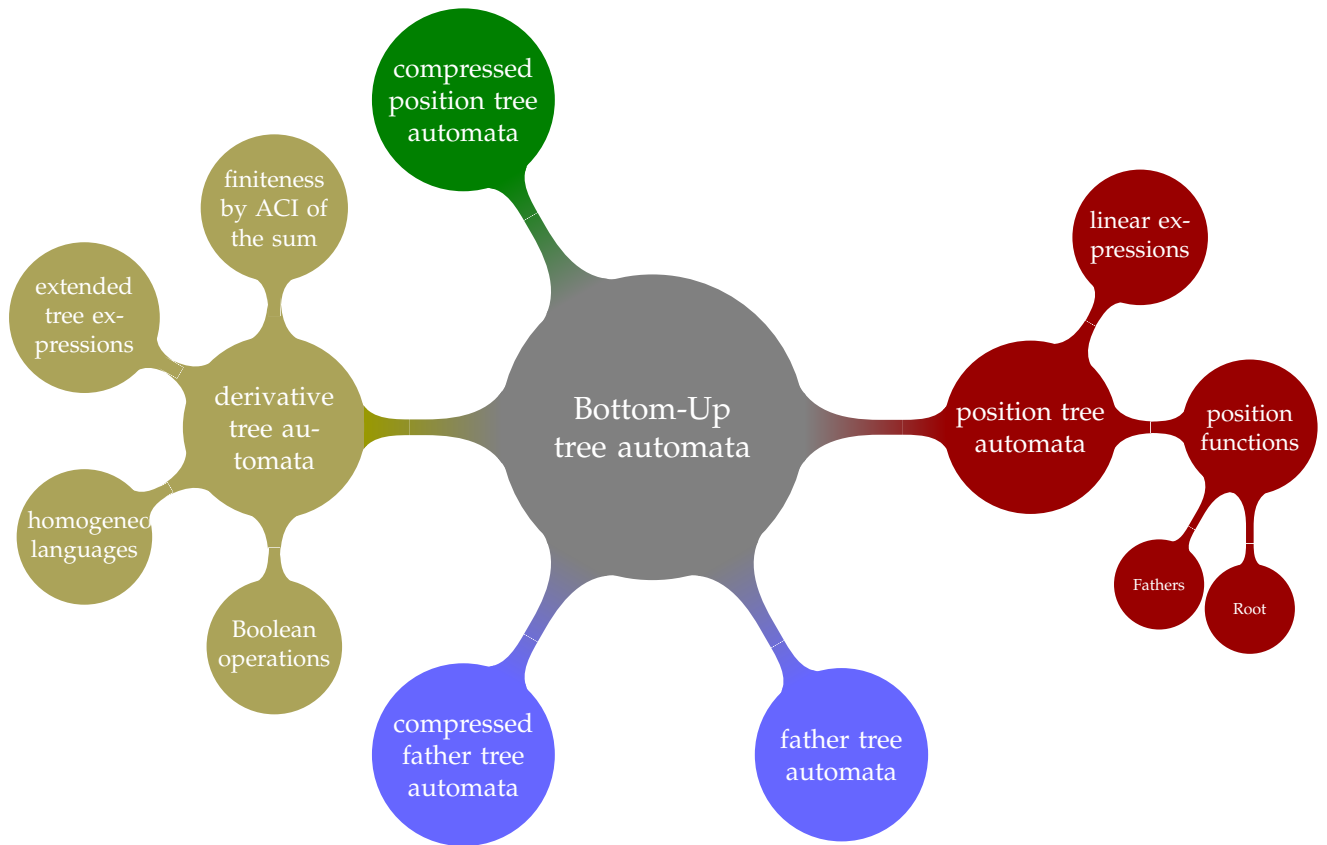 compressed
position tree
automata
finiteness
by ACI of
the sum
linear ex-
pressions
extended
tree ex-
pressions
derivative
tree au-
tomata
Bottom-Up
tree automata
position tree
automata
position
functions
homogeneo
languages
Fathers
Root
Boolean
operations
compressed
father tree
automata
father tree
automata